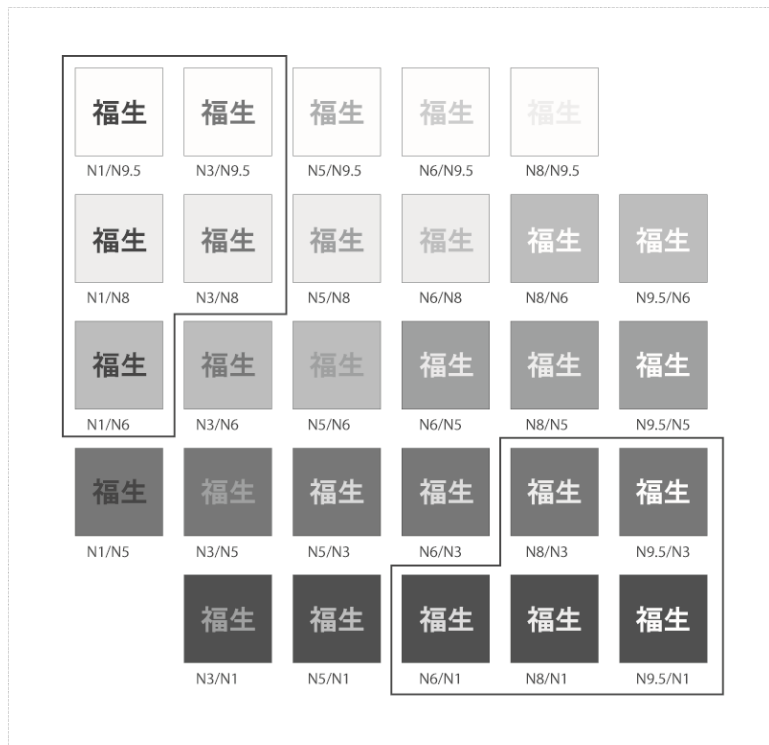 福生 福生 福生 福生 福生
N1/N9.5 N3/N9.5 N5/N9.5 N6/N9.5 N8/N9.5
福生 福生 福生 福生 福生 福生
N1/N8 N3/N8 N5/N8 N6/N8 N8/N6 N9.5/N6
福生 福生 福生 福生 福生 福生
N1/N6 N3/N6 N5/N6 N6/N5 N8/N5 N9.5/N5
福生 福生 福生 福生 福生 福生
N1/N5 N3/N5 N5/N3 N6/N3 N8/N3 N9.5/N3
福生 福生 福生 福生 福生
N3/N1 N5/N1 N6/N1 N8/N1 N9.5/N1